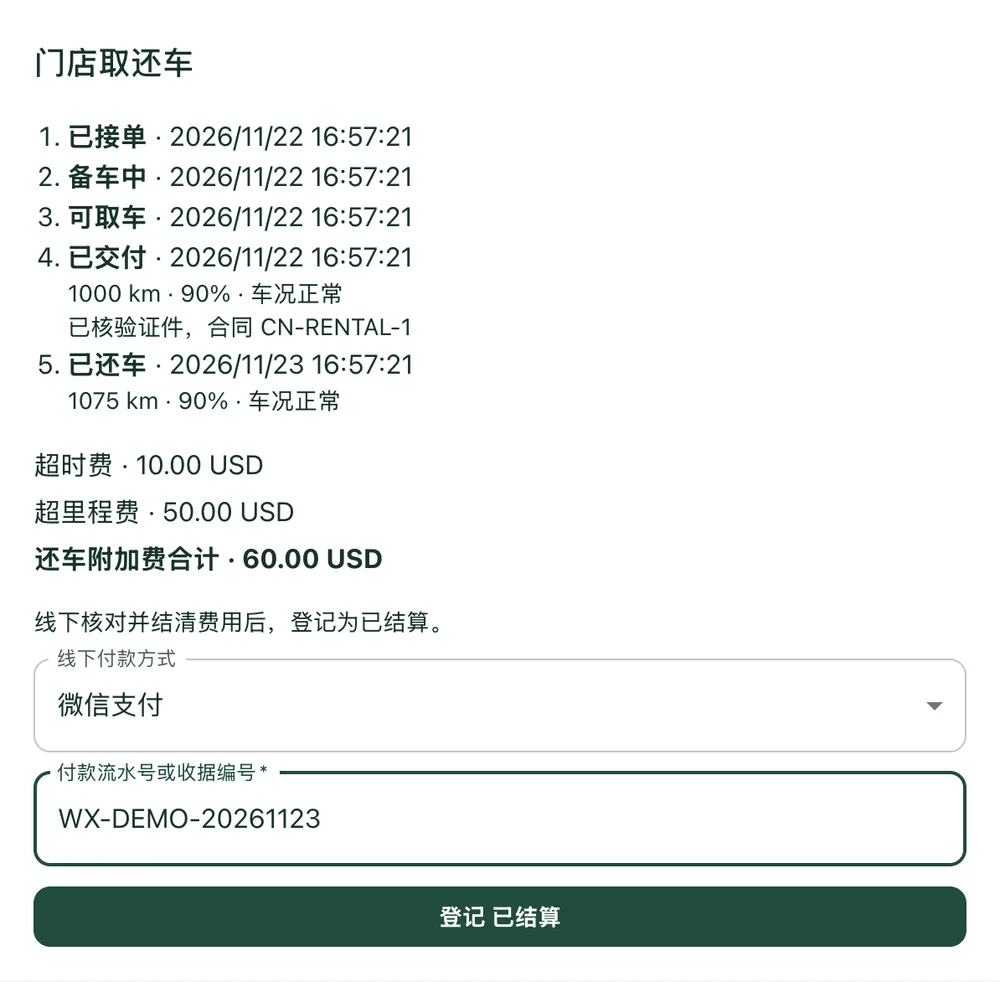 门店取还车
1. 已接单 · 2026/11/22 16:57:21
2. 备车中 · 2026/11/22 16:57:21
3. 可取车 · 2026/11/22 16:57:21
4. 已交付 · 2026/11/22 16:57:21
1000 km · 90% · 车况正常
已核验证件，合同 CN-RENTAL-1
5. 已还车 · 2026/11/23 16:57:21
1075 km · 90% · 车况正常
超时费 · 10.00 USD
超里程费 · 50.00 USD
还车附加费合计 · 60.00 USD
线下核对并结清费用后，登记为已结算。
线下付款方式
微信支付
付款流水号或收据编号 *
WX-DEMO-20261123
登记 已结算